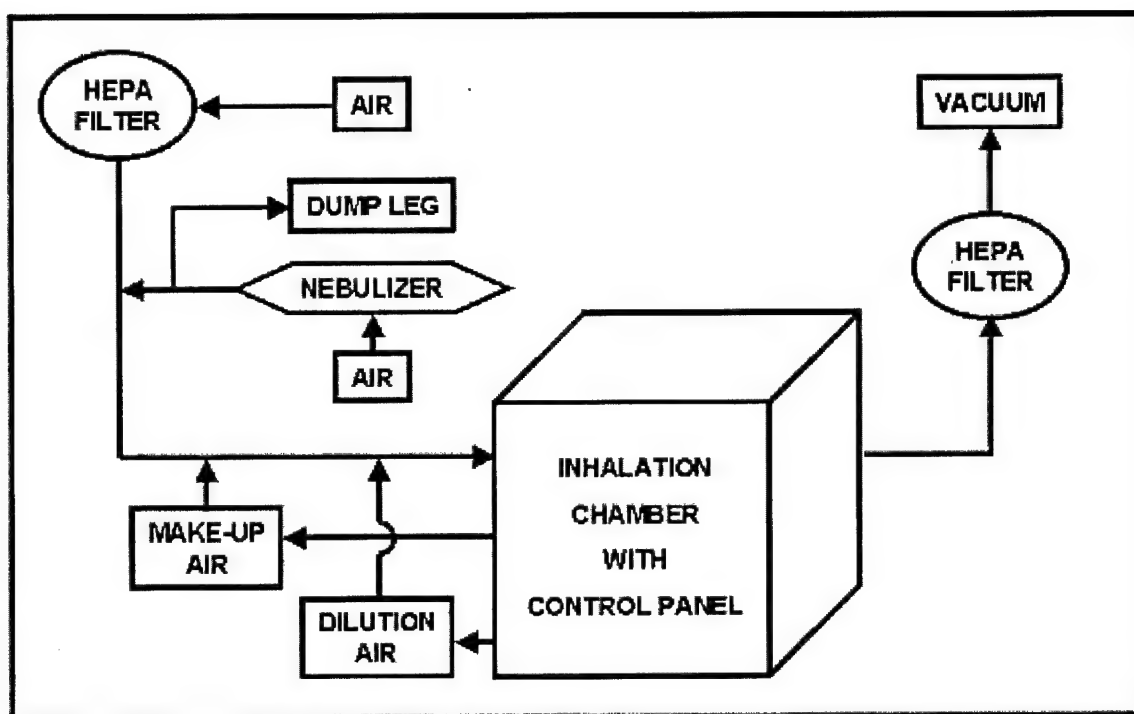 HEPA
FILTER
AIR
VACUUM
DUMP LEG
HEPA
FILTER
NEBULIZER
AIR
INHALATION
CHAMBER
WITH
CONTROL PANEL
MAKE-UP
AIR
DILUTION
AIR